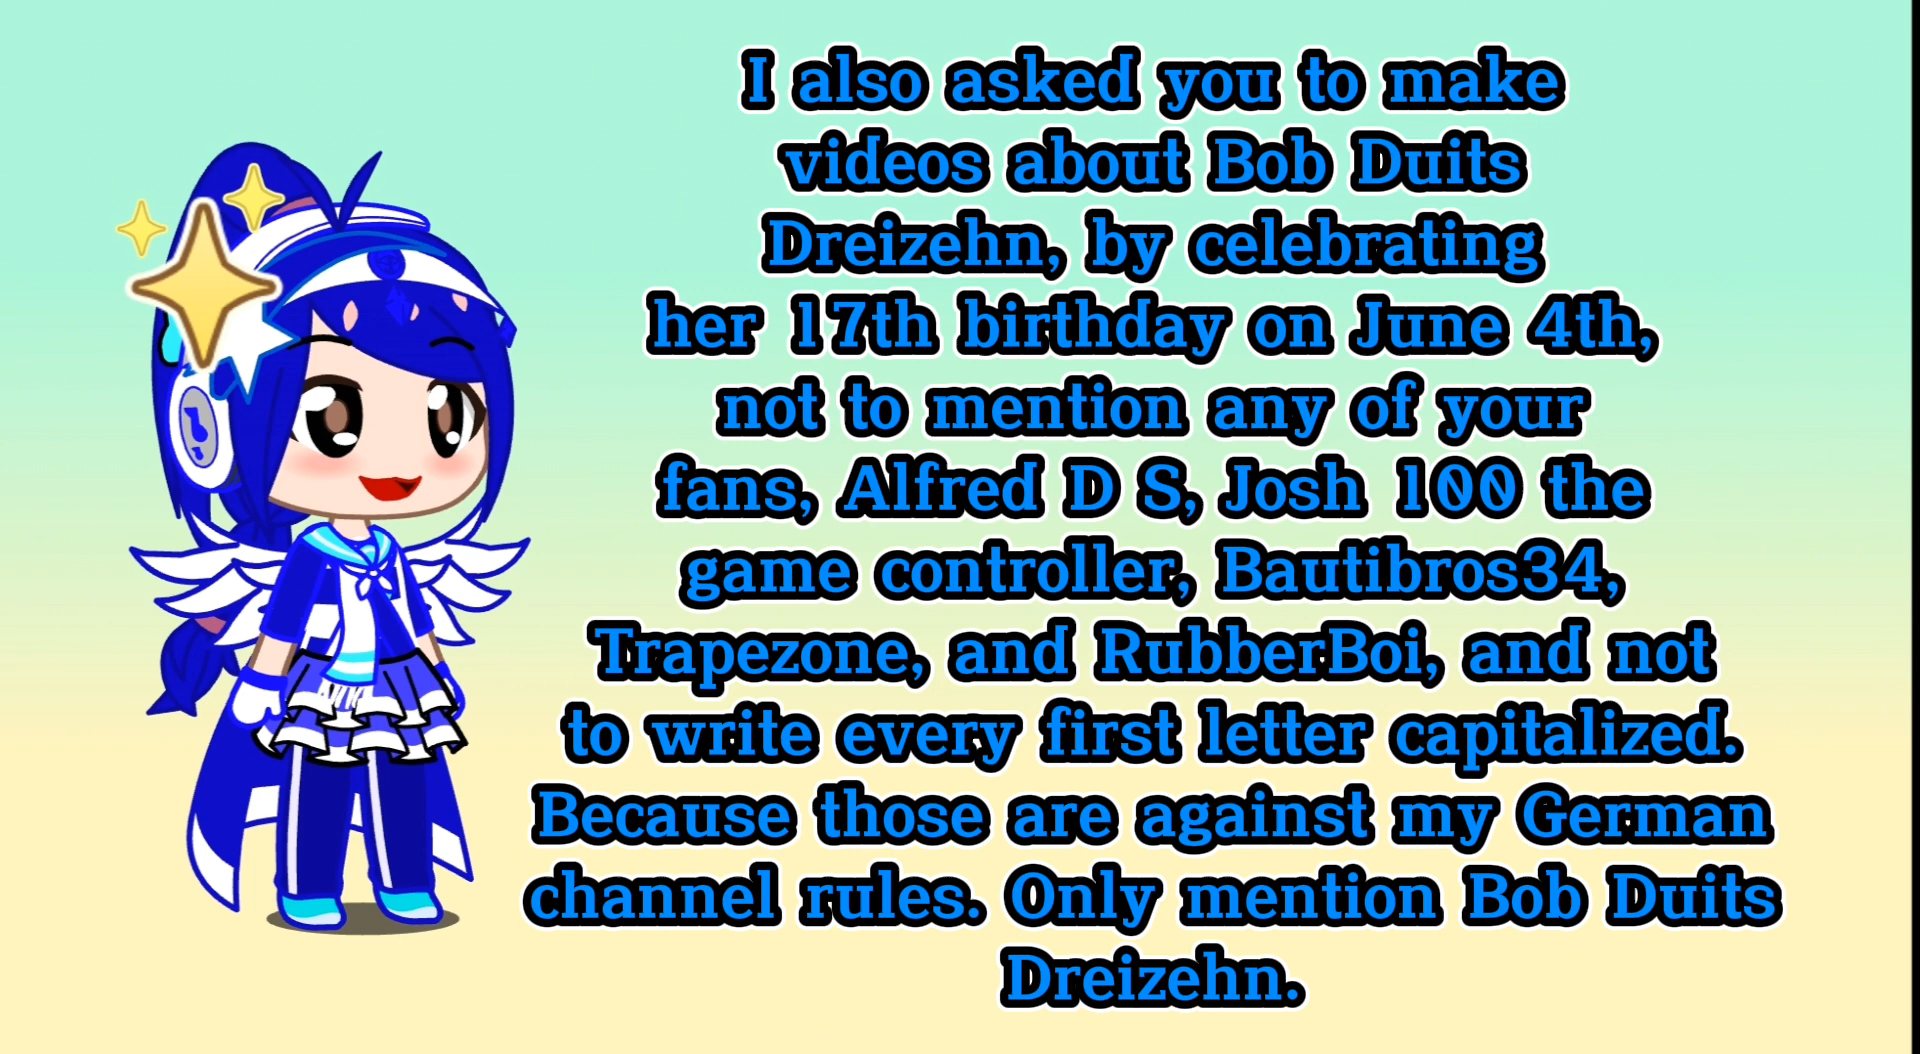 I also asked you to make
videos about Bob Duits
Dreizehn, by celebrating
her 17th birthday on June 4th,
not to mention any of your
fans, Alfred D S, Josh 100 the
game controller, Bautibros34,
Trapezone, and RubberBoi, and not
to write every first letter capitalized.
Because those are against my German
channel rules. Only mention Bob Duits
Dreizehn.